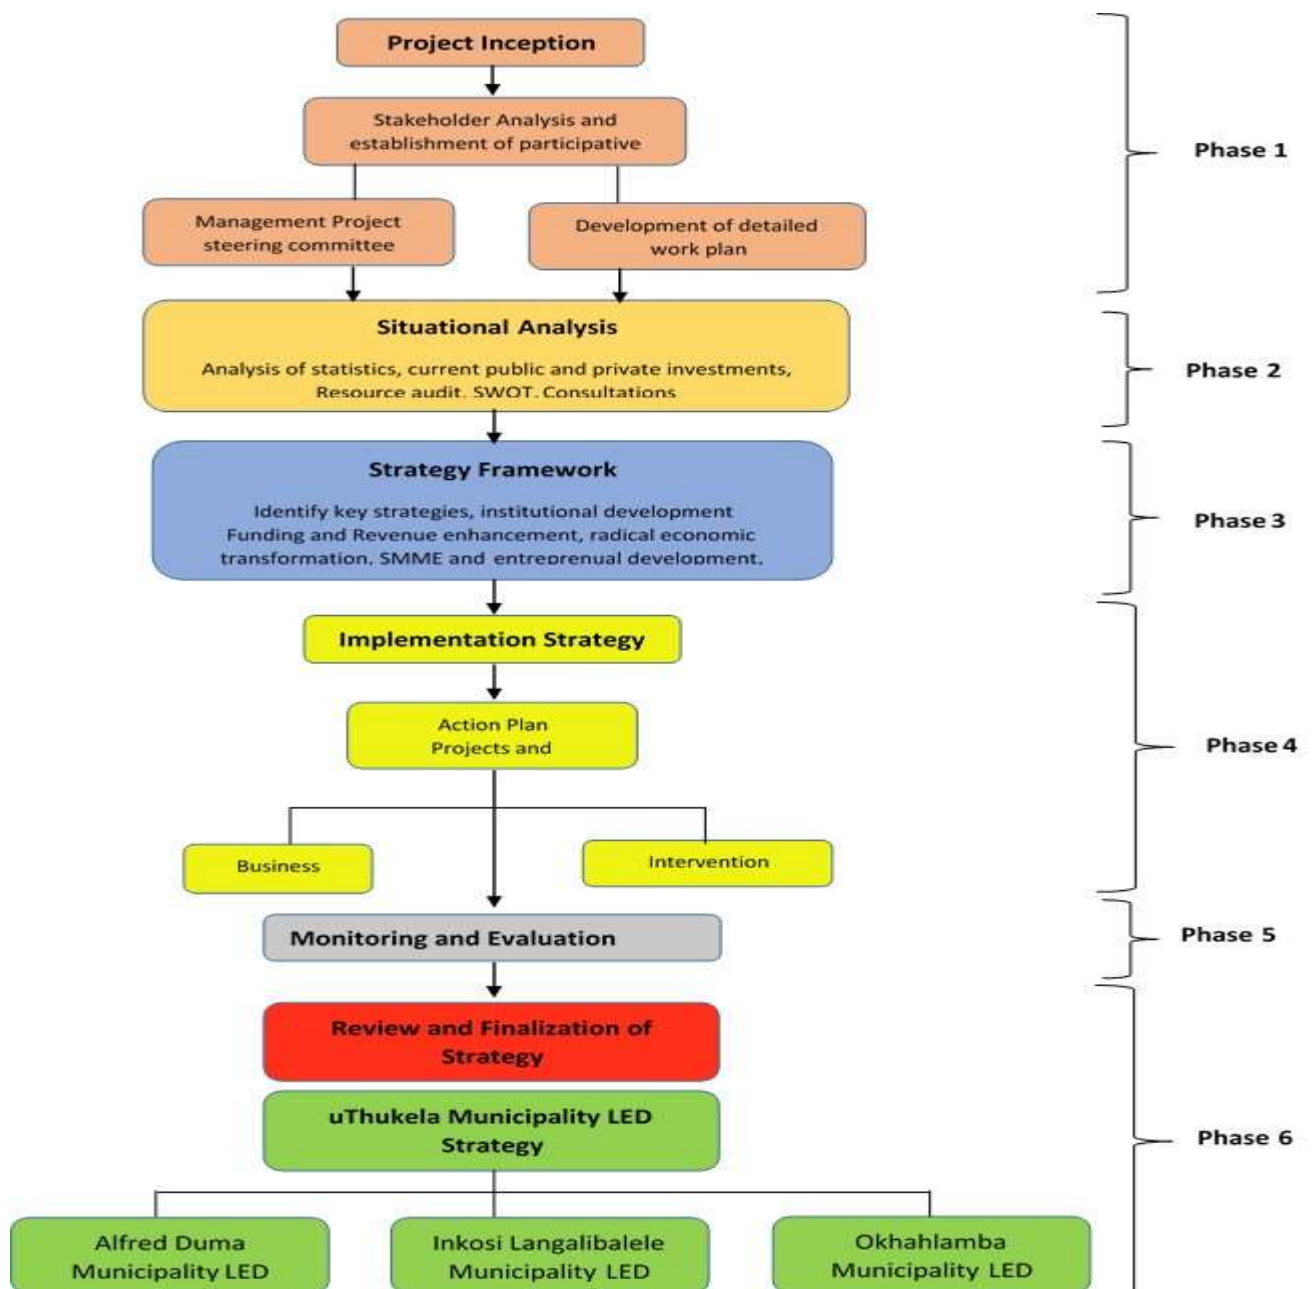 Project Inception
Stakeholder Analysis and
establishment of participative
Phase 1
Management Project
steering committee
Development of detailed
work plan
Situational Analysis
Analysis of statistics, current public and private investments,
Resource audit, SWOT, Consultations
Phase 2
Strategy Framework
Identify key strategies, institutional development
Funding and Revenue enhancement, radical economic
transformation, SMME and entreprenual development,
Phase 3
Implementation Strategy
Action Plan
Projects and
Phase 4
Business
Intervention
Monitoring and Evaluation
Phase 5
Review and Finalization of
Strategy
uThukela Municipality LED
Strategy
Phase 6
Alfred Duma
Municipality LED
Inkosi Langalibalele
Municipality LED
Okhahlamba
Municipality LED